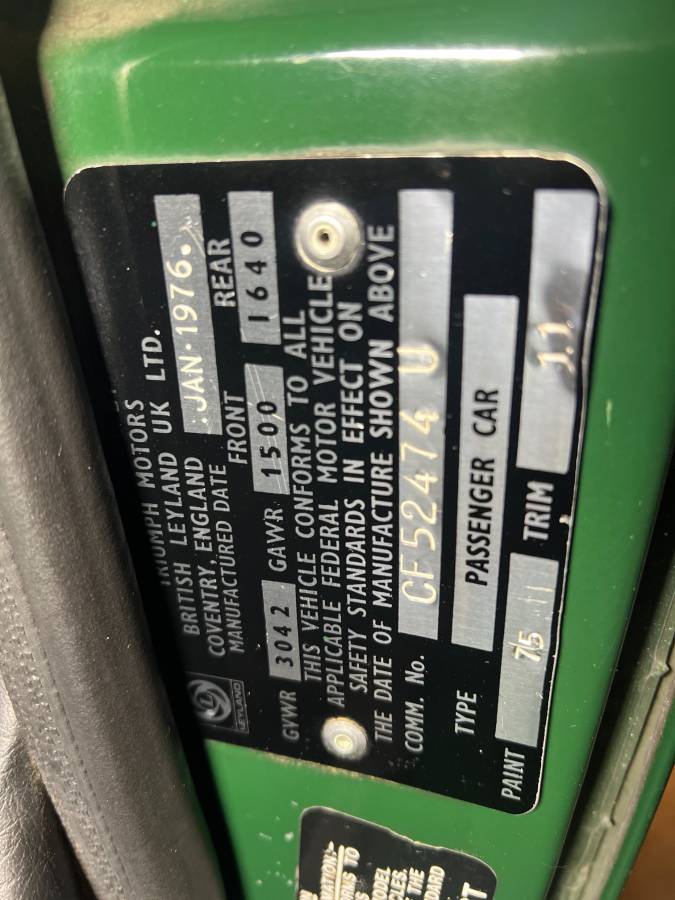 TRIUMPH MOTORS
BRITISH LEYLAND UK LTD.
COVENTRY, ENGLAND
MANUFACTURED DATE JAN·1976.
FRONT REAR
GVWR 3042 GAWR 1500 1640
THIS VEHICLE CONFORMS TO ALL
APPLICABLE FEDERAL MOTOR VEHICLE
SAFETY STANDARDS IN EFFECT ON
THE DATE OF MANUFACTURE SHOWN ABOVE
COMM. No. CF52474 U
TYPE PASSENGER CAR
PAINT 75 TRIM 11
LEYLAND
MODEL